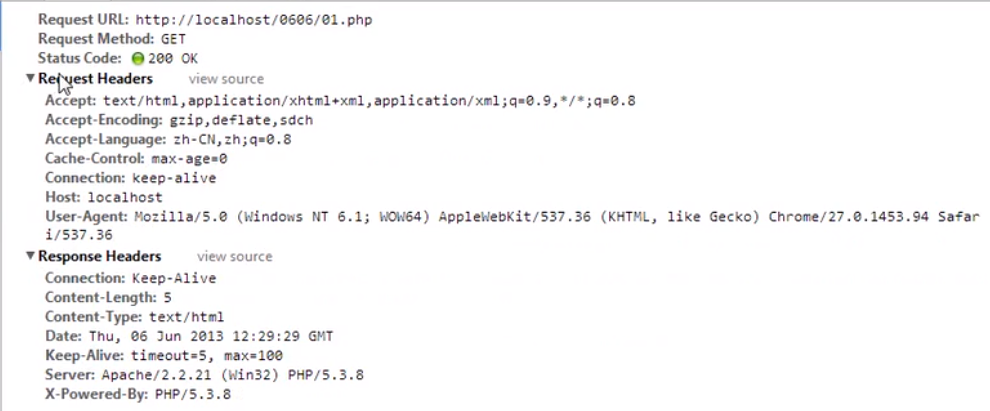 Request URL: http://localhost/0606/01.php
Request Method: GET
Status Code: 200 OK
Request Headers view source
Accept: text/html,application/xhtml+xml,application/xml;q=0.9,*/*;q=0.8
Accept-Encoding: gzip,deflate,sdch
Accept-Language: zh-CN,zh;q=0.8
Cache-Control: max-age=0
Connection: keep-alive
Host: localhost
User-Agent: Mozilla/5.0 (Windows NT 6.1; WOW64) AppleWebKit/537.36 (KHTML, like Gecko) Chrome/27.0.1453.94 Safar
i/537.36
Response Headers view source
Connection: Keep-Alive
Content-Length: 5
Content-Type: text/html
Date: Thu, 06 Jun 2013 12:29:29 GMT
Keep-Alive: timeout=5, max=100
Server: Apache/2.2.21 (Win32) PHP/5.3.8
X-Powered-By: PHP/5.3.8